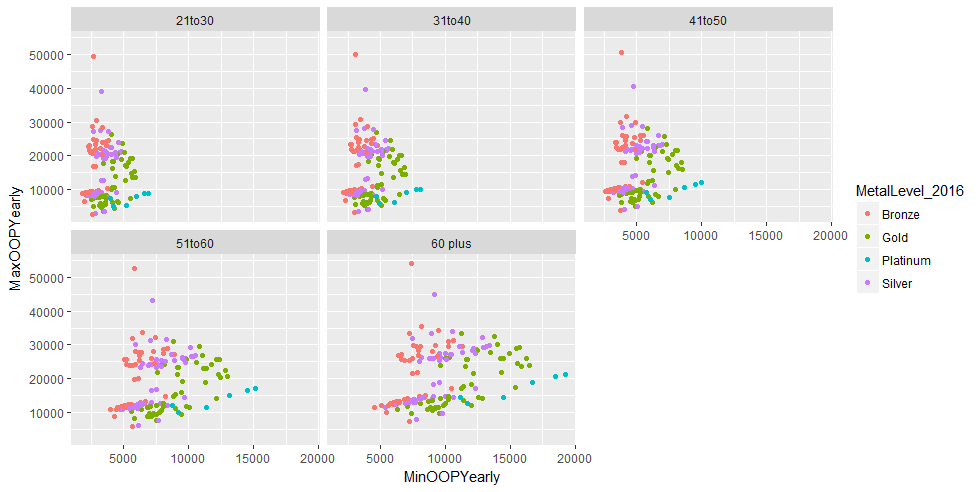 21to30 31to40 41to50
50000
40000
30000
20000
10000
5000 10000 15000 20000
51to60 60 plus
50000
40000
30000
20000
10000
5000 10000 15000 20000 5000 10000 15000 20000
MinOOPYearly
MaxOOPYearly
MetalLevel_2016
Bronze
Gold
Platinum
Silver